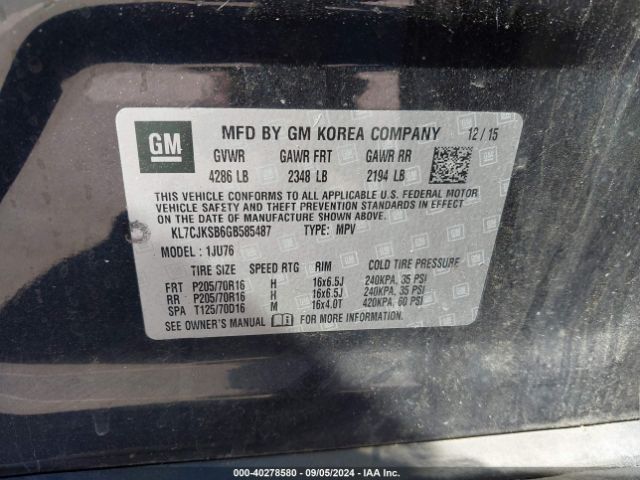 GM MFD BY GM KOREA COMPANY 12/15
GVWR GAWR FRT GAWR RR
4286 LB 2348 LB 2194 LB
THIS VEHICLE CONFORMS TO ALL APPLICABLE U.S. FEDERAL MOTOR
VEHICLE SAFETY AND THEFT PREVENTION STANDARDS IN EFFECT ON
THE DATE OF MANUFACTURE SHOWN ABOVE.
KL7CJKSB6GB585487 TYPE: MPV
MODEL: 1JU76
TIRE SIZE SPEED RTG RIM COLD TIRE PRESSURE
FRT P205/70R16 H 16x6.5J 240KPA, 35 PSI
RR P205/70R16 H 16x6.5J 240KPA, 35 PSI
SPA T125/70D16 M 16x4.0T 420KPA, 60 PSI
SEE OWNER'S MANUAL FOR MORE INFORMATION
000-40278580 - 09/05/2024 - IAA Inc.